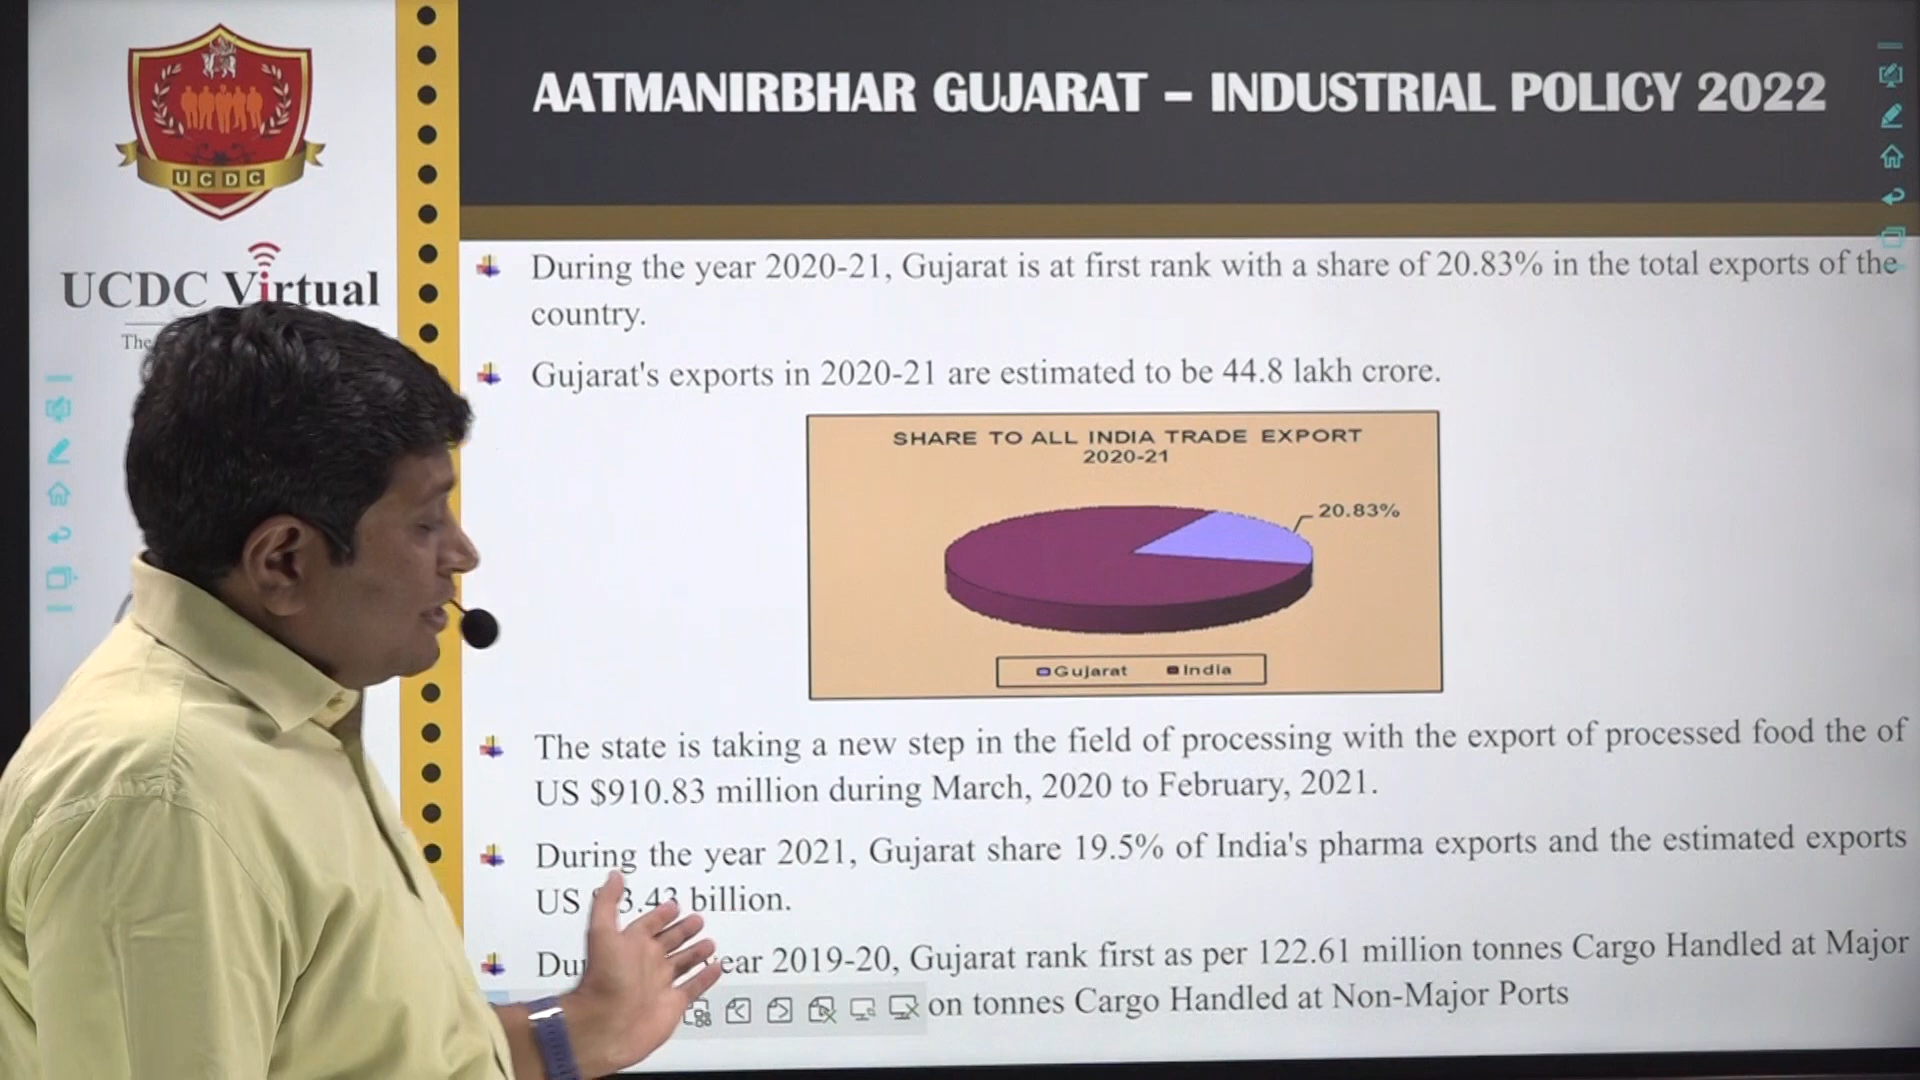 UCDC
UCDC Virtual
The
AATMANIRBHAR GUJARAT – INDUSTRIAL POLICY 2022
During the year 2020-21, Gujarat is at first rank with a share of 20.83% in the total exports of the
country.
Gujarat's exports in 2020-21 are estimated to be 44.8 lakh crore.
SHARE TO ALL INDIA TRADE EXPORT
2020-21
20.83%
Gujarat India
The state is taking a new step in the field of processing with the export of processed food the of
US $910.83 million during March, 2020 to February, 2021.
During the year 2021, Gujarat share 19.5% of India's pharma exports and the estimated exports
US 3.43 billion.
2019-20, Gujarat rank first as per 122.61 million tonnes Cargo Handled at Major
on tonnes Cargo Handled at Non-Major Ports